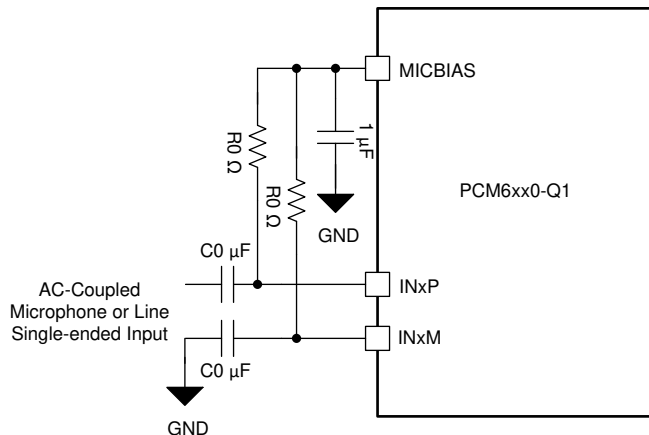 MICBIAS
R0 Ω
R0 Ω
1 µF
PCM6xx0-Q1
GND
C0 µF
AC-Coupled
Microphone or Line
Single-ended Input
INxP
INxM
C0 µF
GND